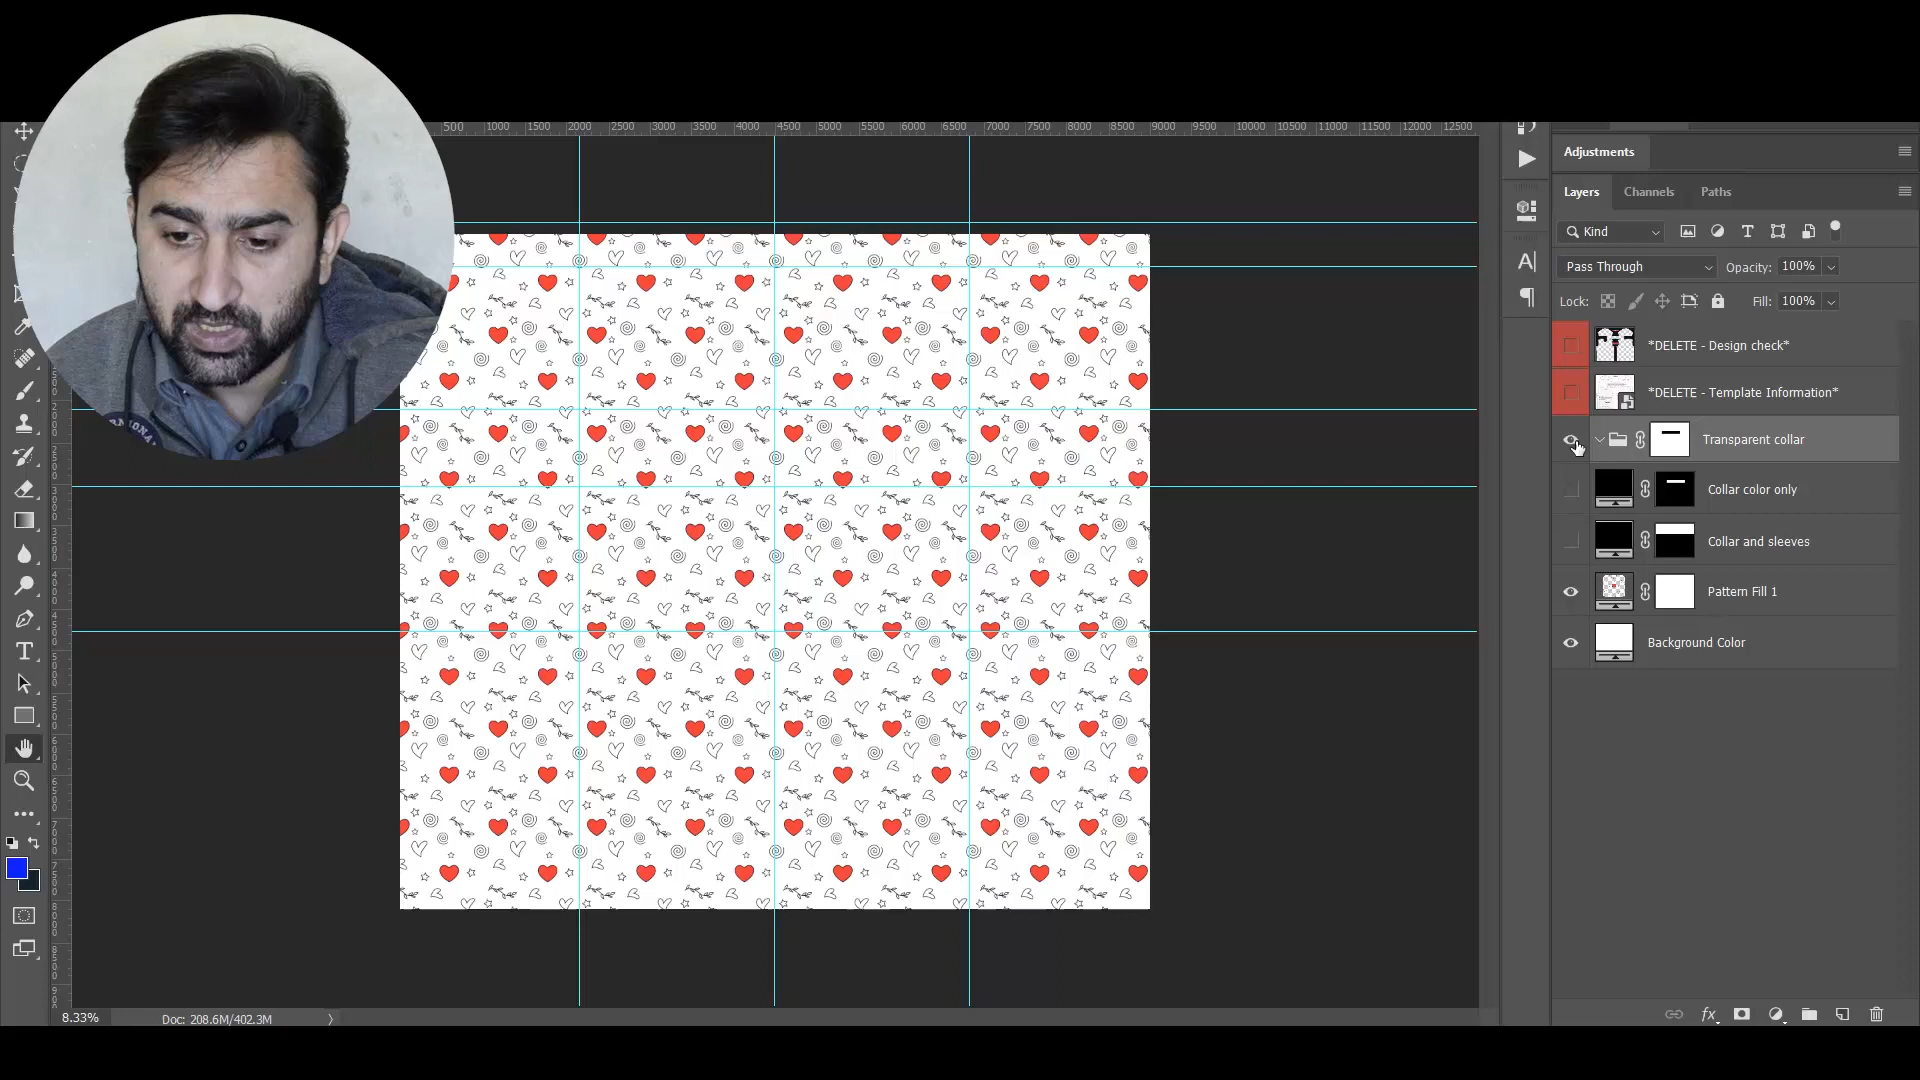 500 1000 1500 2000 2500 3000 3500 4000 4500 5000 5500 6000 6500 7000 7500 8000 8500 9000 9500 10000 10500 11000 11500 12000 12500
Adjustments
Layers Channels Paths
Kind
Pass Through Opacity: 100%
Lock: Fill: 100%
*DELETE - Design check*
*DELETE - Template Information*
Transparent collar
Collar color only
Collar and sleeves
Pattern Fill 1
Background Color
8.33% Doc: 208.6M/402.3M